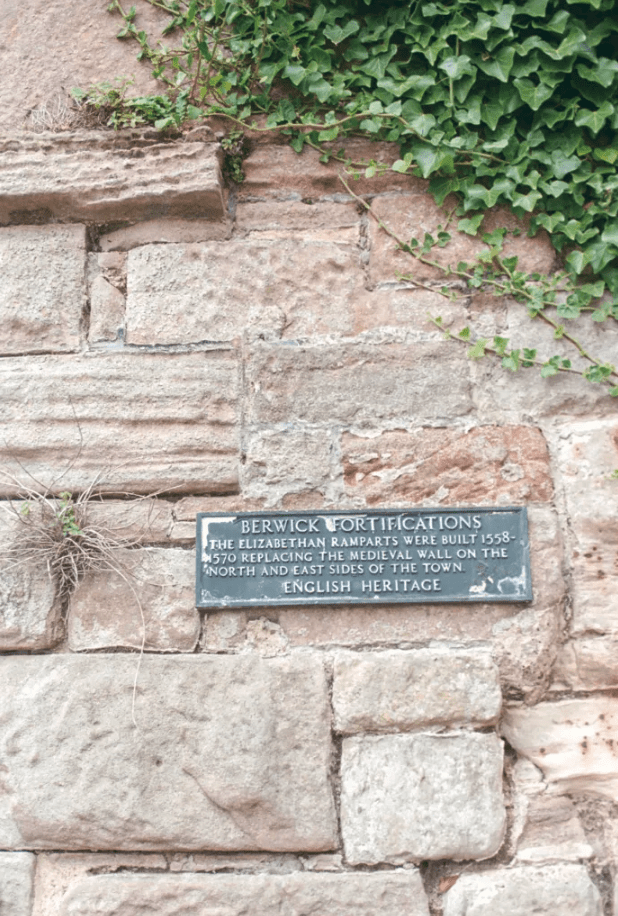 BERWICK FORTIFICATIONS
THE ELIZABETHAN RAMPARTS WERE BUILT 1558-
1570 REPLACING THE MEDIEVAL WALL ON THE
NORTH AND EAST SIDES OF THE TOWN.
ENGLISH HERITAGE